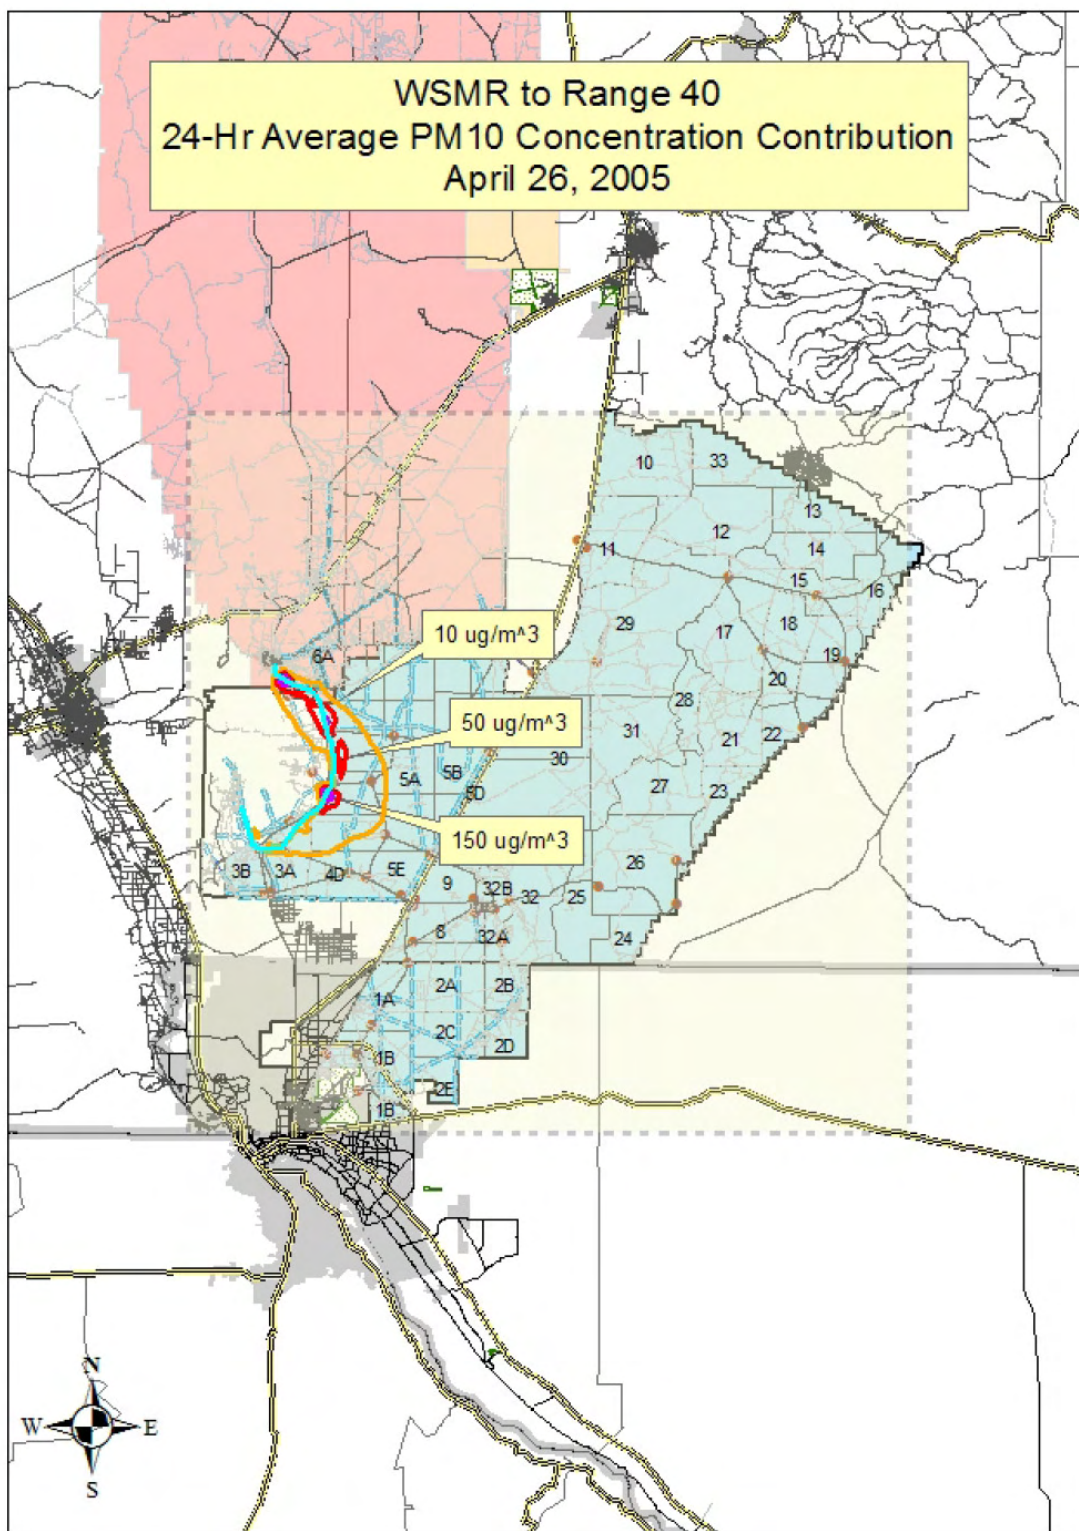 WSMR to Range 40
24-Hr Average PM10 Concentration Contribution
April 26, 2005
10
33
13
12
11
14
15
16
29
17
18
19
6A
10 ug/m^3
20
28
50 ug/m^3
31
21
22
30
5A
5B
5D
27
23
150 ug/m^3
26
3B
3A
4D
5E
9
32B
32
25
8
32A
24
2A
2B
1A
2C
2D
1B
2E
1B
N
W
E
S